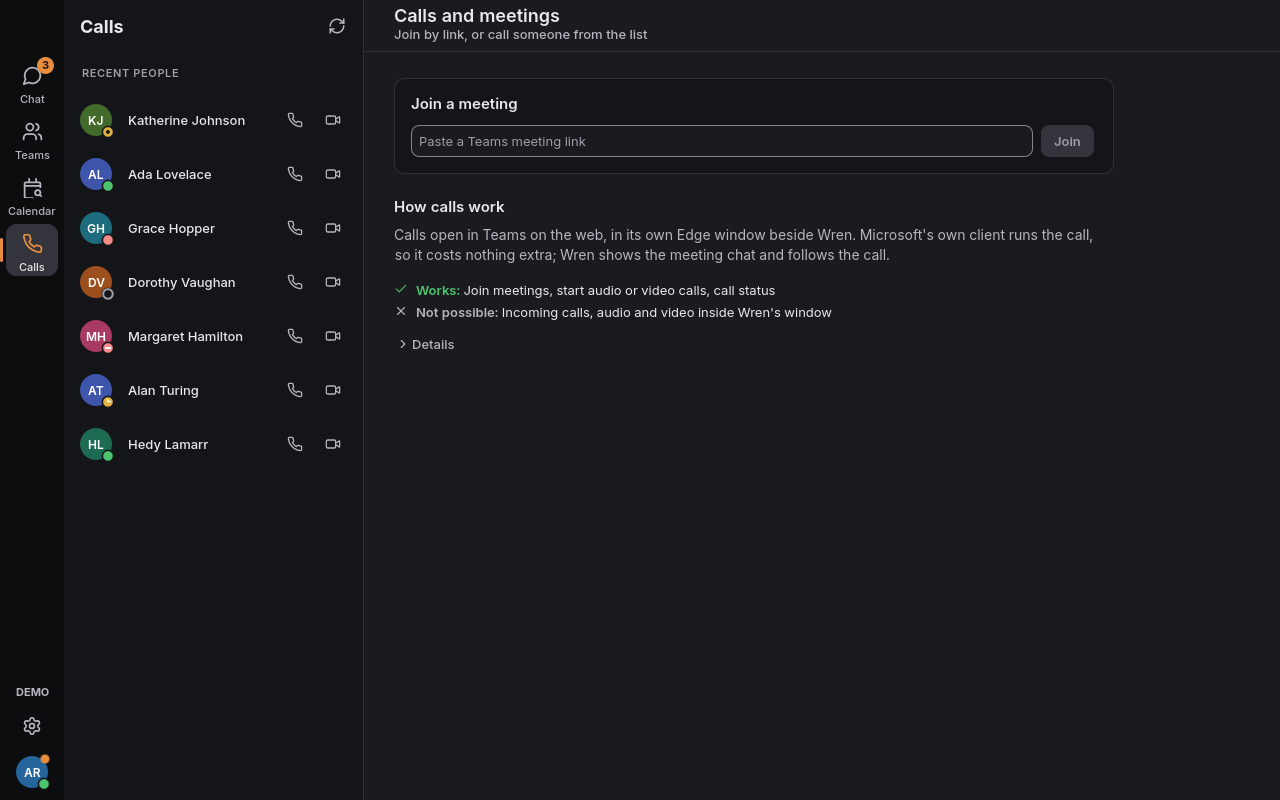 Calls
Calls and meetings
Join by link, or call someone from the list
3
Chat
Teams
Calendar
Calls
RECENT PEOPLE
KJ Katherine Johnson
AL Ada Lovelace
GH Grace Hopper
DV Dorothy Vaughan
MH Margaret Hamilton
AT Alan Turing
HL Hedy Lamarr
Join a meeting
Paste a Teams meeting link Join
How calls work
Calls open in Teams on the web, in its own Edge window beside Wren. Microsoft's own client runs the call,
so it costs nothing extra; Wren shows the meeting chat and follows the call.
Works: Join meetings, start audio or video calls, call status
Not possible: Incoming calls, audio and video inside Wren's window
Details
DEMO
AR